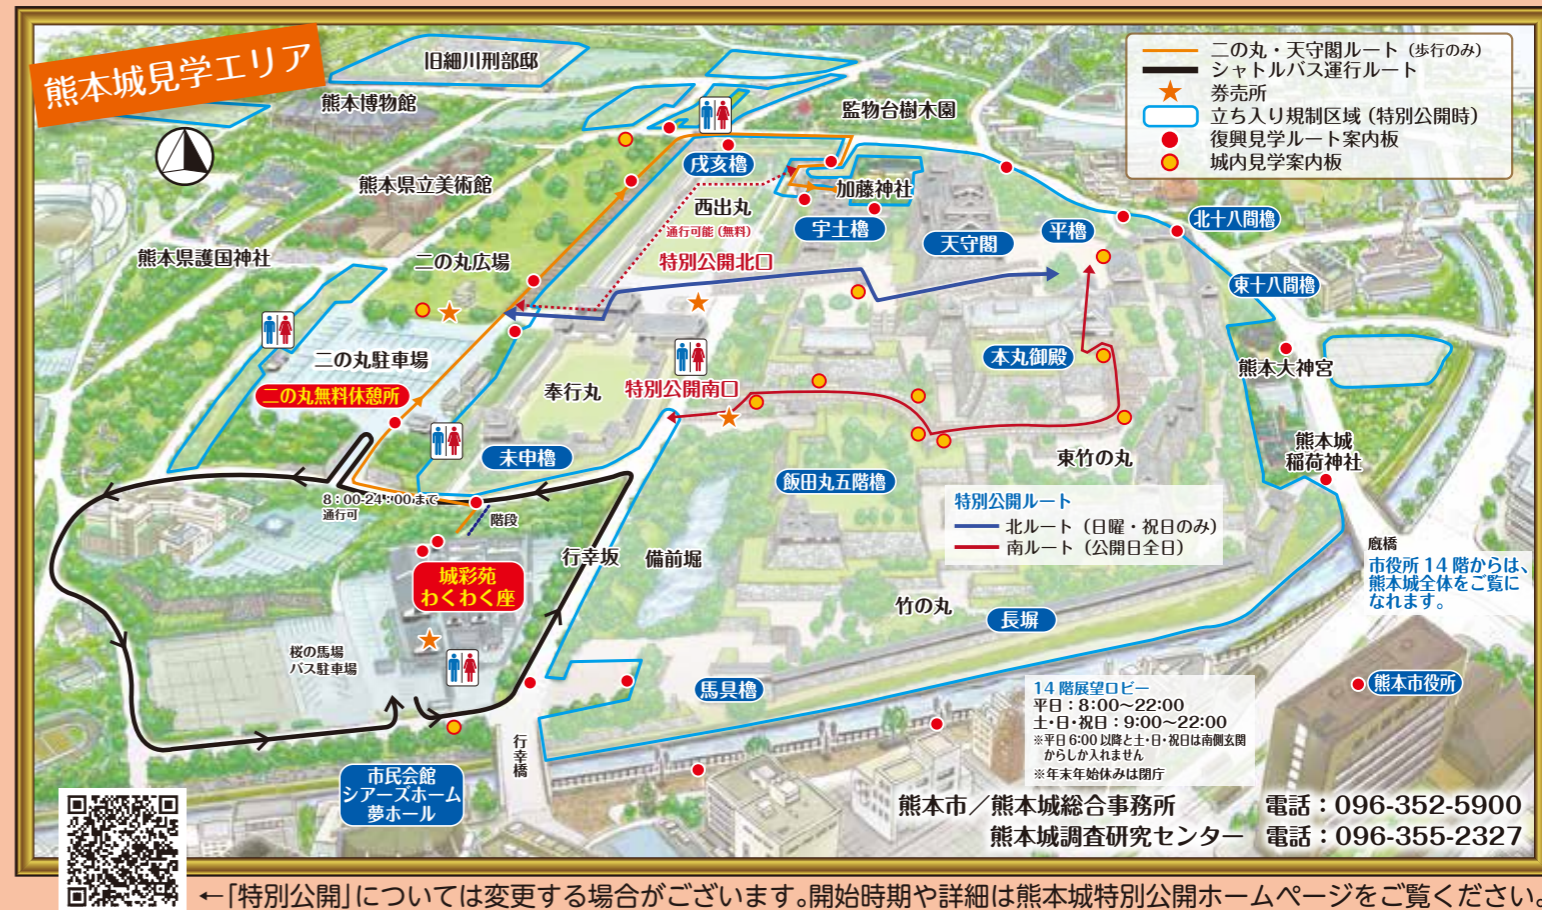 熊本城見学エリア
旧細川刑部邸
熊本博物館
監物台樹木園
二の丸・天守閣ルート（歩行のみ）
シャトルバス運行ルート
券売所
立ち入り規制区域（特別公開時）
復興見学ルート案内板
城内見学案内板
戌亥櫓
熊本県立美術館
加藤神社
西出丸
通行可能（無料）
宇土櫓
天守閣
平櫓
北十八間櫓
熊本県護国神社
二の丸広場
特別公開北口
東十八間櫓
二の丸駐車場
本丸御殿
熊本大神宮
二の丸無料休憩所
奉行丸
特別公開南口
未申櫓
飯田丸五階櫓
東竹の丸
熊本城
稲荷神社
8：00-24：00まで
通行可
階段
特別公開ルート
北ルート（日曜・祝日のみ）
南ルート（公開日全日）
行幸坂
備前堀
城彩苑
わくわく座
竹の丸
長塀
厩橋
市役所14階からは、
熊本城全体をご覧に
なれます。
桜の馬場
バス駐車場
馬具櫓
14階展望ロビー
平日：8:00〜22:00
土・日・祝日：9:00〜22:00
※平日6:00以降と土・日・祝日は南側玄関
からしか入れません
※年末年始休みは閉庁
熊本市役所
行幸橋
市民会館
シアーズホーム
夢ホール
熊本市／熊本城総合事務所　電話：096-352-5900
熊本城調査研究センター　電話：096-355-2327
←「特別公開」については変更する場合がございます。開始時期や詳細は熊本城特別公開ホームページをご覧ください。